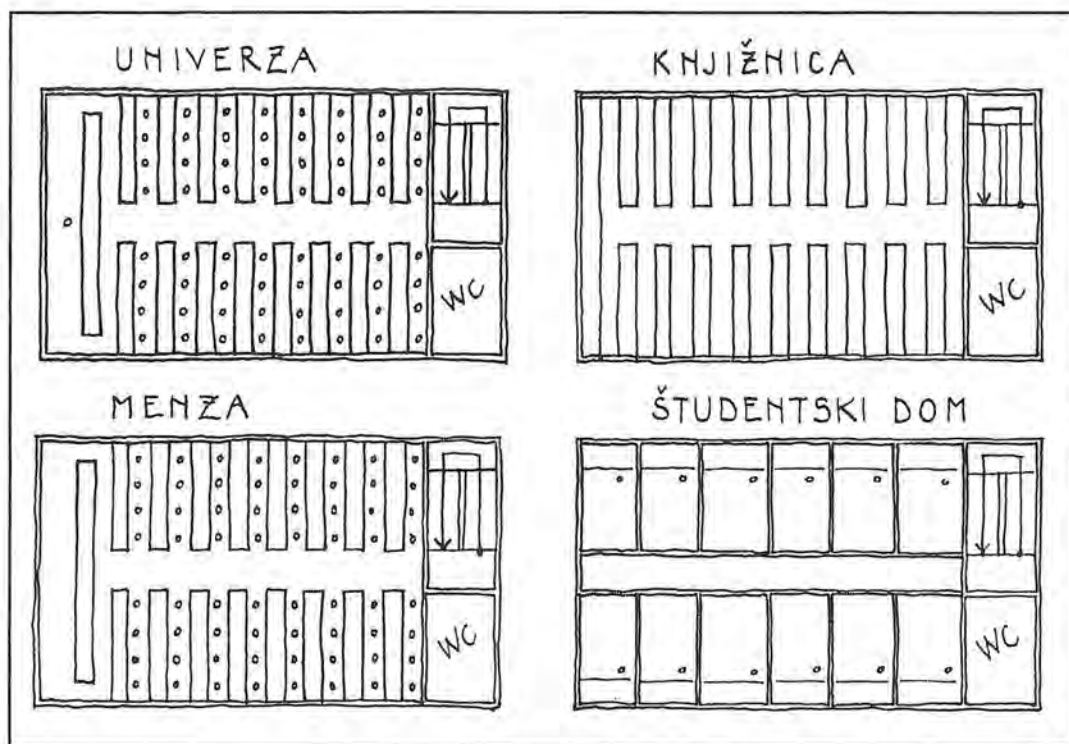 UNIVERZA
WC
KNJIŽNICA
WC
MENZA
WC
ŠTUDENTSKI DOM
WC